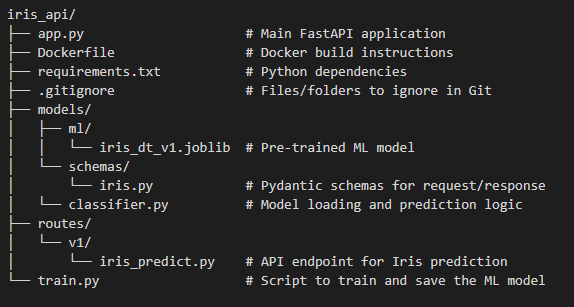 iris_api/
├── app.py                  # Main FastAPI application
├── Dockerfile              # Docker build instructions
├── requirements.txt        # Python dependencies
├── .gitignore              # Files/folders to ignore in Git
├── models/
│   ├── ml/
│   │   └── iris_dt_v1.joblib  # Pre-trained ML model
│   └── schemas/
│       └── iris.py         # Pydantic schemas for request/response
│   └── classifier.py       # Model loading and prediction logic
├── routes/
│   └── v1/
│       └── iris_predict.py    # API endpoint for Iris prediction
└── train.py                # Script to train and save the ML model